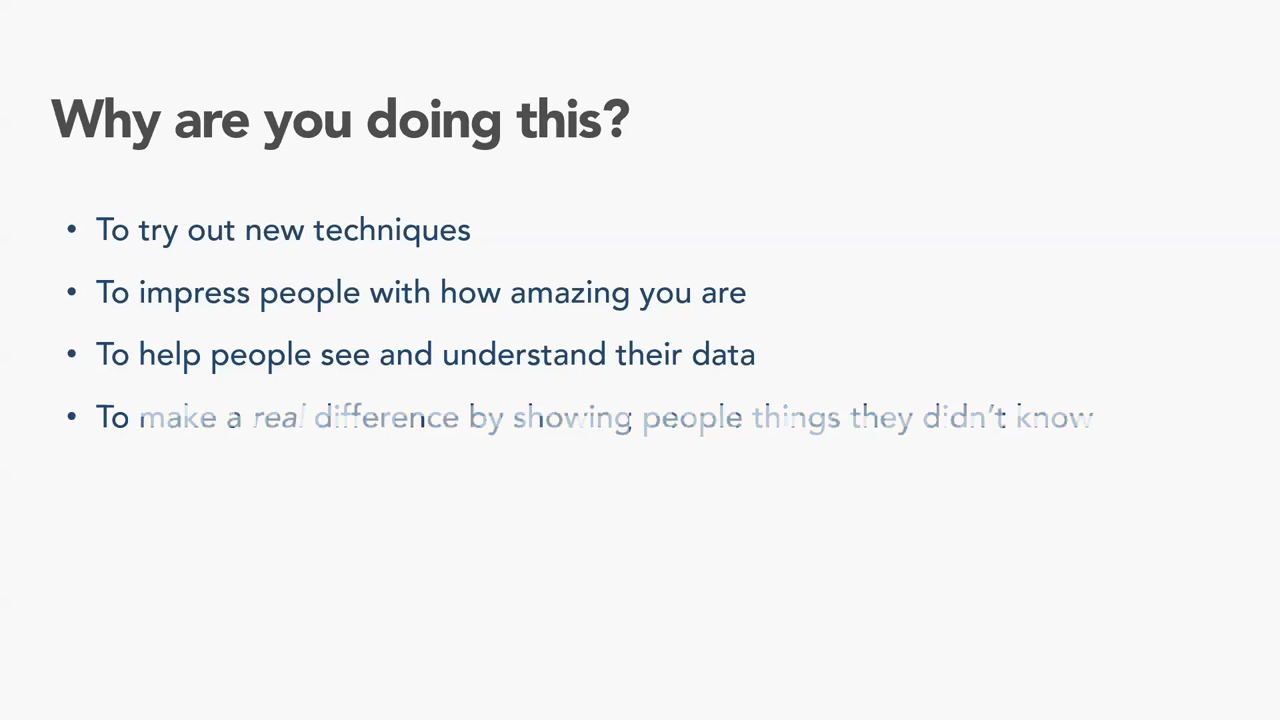 Why are you doing this?
• To try out new techniques
• To impress people with how amazing you are
• To help people see and understand their data
• To make a real difference by showing people things they didn’t know